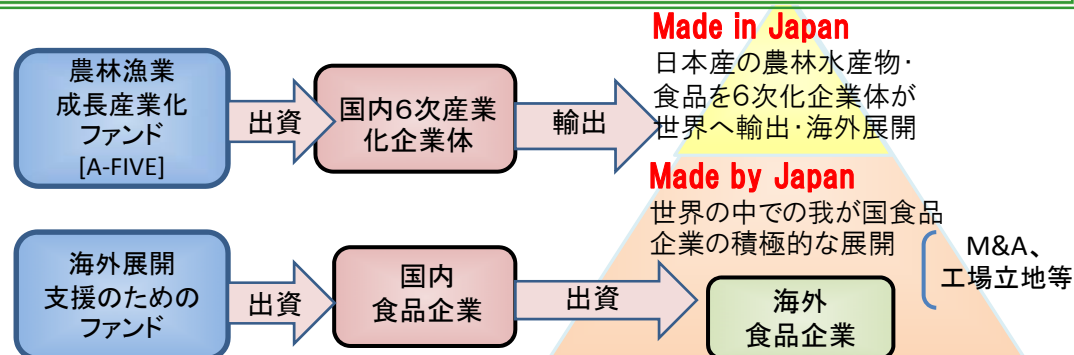 農林漁業
成長産業化
ファンド
[A-FIVE]
出資
国内６次産業
化企業体
輸出
Made in Japan
日本産の農林水産物・
食品を６次化企業体が
世界へ輸出・海外展開
Made by Japan
世界の中での我が国食品
企業の積極的な展開
海外展開
支援のための
ファンド
出資
国内
食品企業
出資
海外
食品企業
M&A、
工場立地等